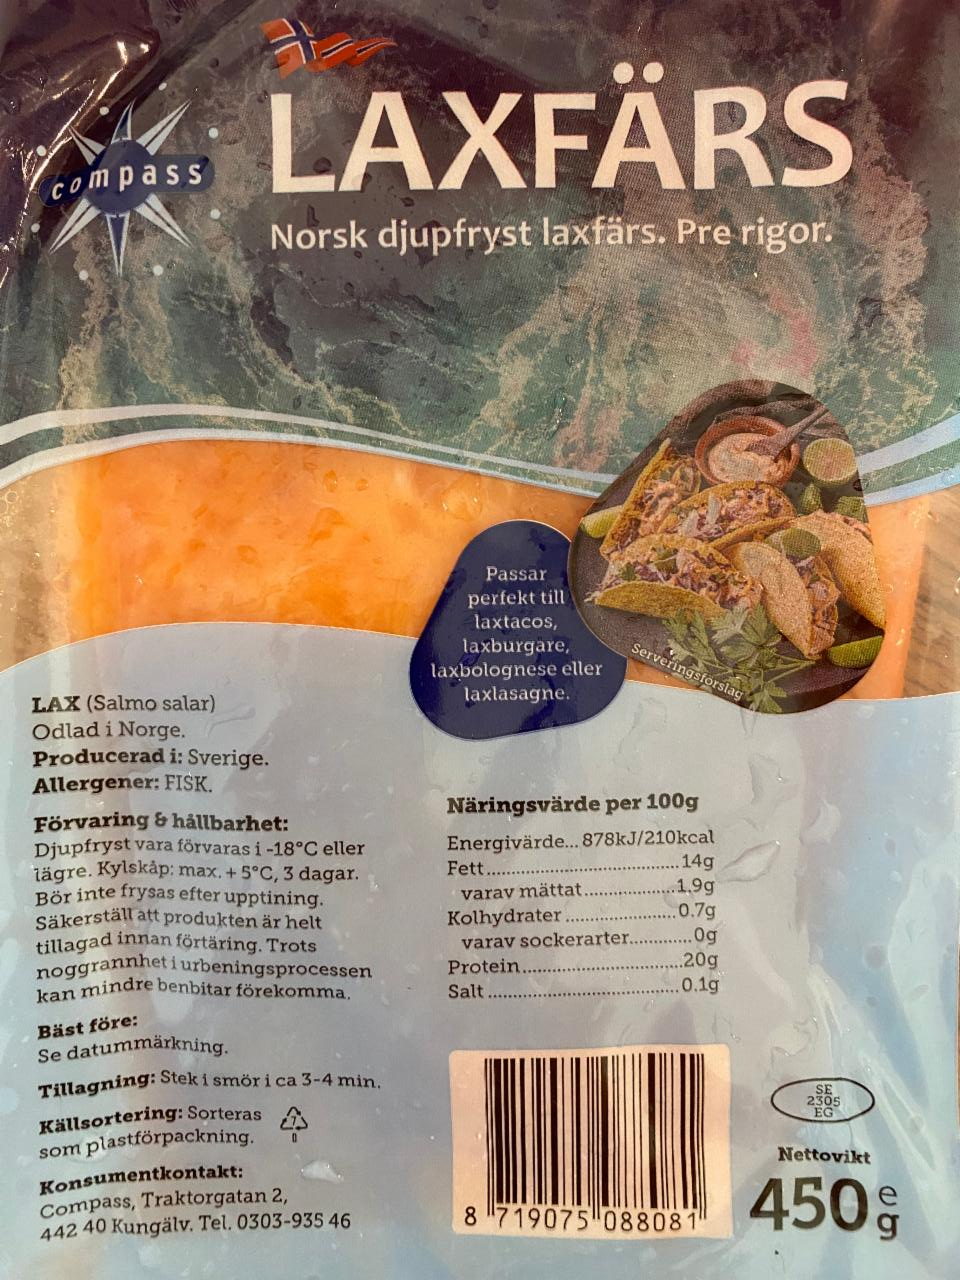 compass
LAXFÄRS
Norsk djupfryst laxfärs. Pre rigor.
Passar
perfekt till
laxtacos,
laxburgare,
laxbolognese eller
laxlasagne.
Serveringsförslag
LAX (Salmo salar)
Odlad i Norge.
Producerad i: Sverige.
Allergener: FISK.
Förvaring & hållbarhet:
Djupfryst vara förvaras i -18°C eller
lägre. Kylskåp: max. + 5°C, 3 dagar.
Bör inte frysas efter upptining.
Säkerställ att produkten är helt
tillagad innan förtäring. Trots
noggrannhet i urbeningsprocessen
kan mindre benbitar förekomma.
Bäst före:
Se datummärkning.
Tillagning: Stek i smör i ca 3-4 min.
Källsortering: Sorteras
som plastförpackning.
7
Konsumentkontakt:
Compass, Traktorgatan 2,
442 40 Kungälv. Tel. 0303-935 46
Näringsvärde per 100g
Energivärde... 878kJ/210kcal
Fett................................14g
varav mättat...............1,9g
Kolhydrater..................0.7g
varav sockerarter..........0g
Protein..........................20g
Salt................................0.1g
8 719075 088081
SE
2305
EG
Nettovikt
450 e g